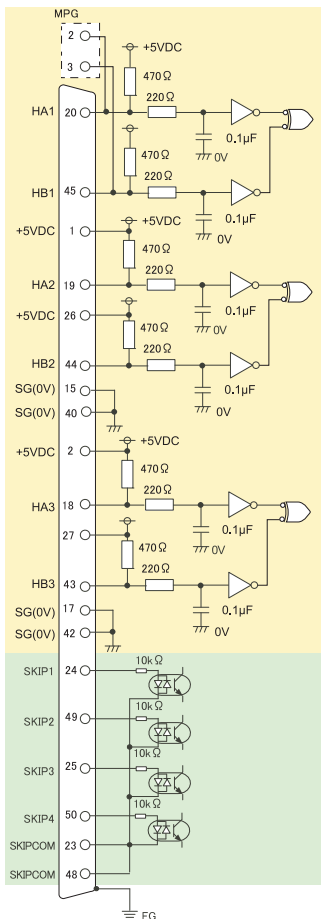 MPG
2
3
+5VDC
470Ω
220Ω
HA1 20
0.1µF
0V
470Ω
220Ω
HB1 45
0.1µF
0V
+5VDC 1
+5VDC
470Ω
220Ω
HA2 19
0.1µF
0V
+5VDC 26
470Ω
220Ω
HB2 44
0.1µF
0V
SG(0V) 15
SG(0V) 40
+5VDC
+5VDC 2
470Ω
220Ω
HA3 18
0.1µF
0V
27
470Ω
220Ω
HB3 43
0.1µF
0V
SG(0V) 17
SG(0V) 42
10kΩ
SKIP1 24
10kΩ
SKIP2 49
10kΩ
SKIP3 25
10kΩ
SKIP4 50
SKIPCOM 23
SKIPCOM 48
FG